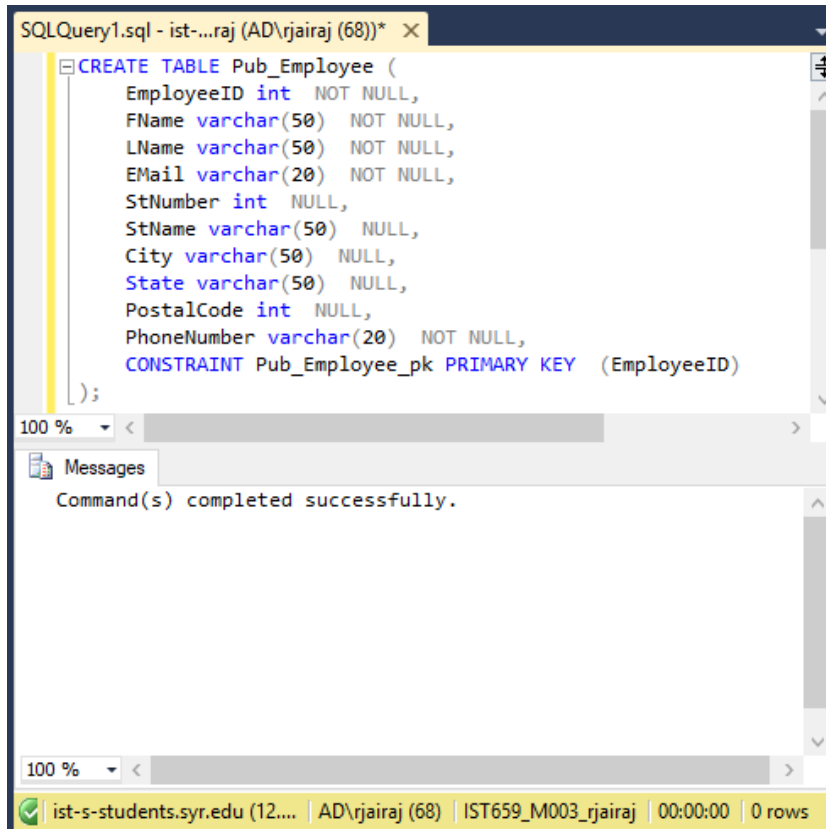 SQLQuery1.sql - ist-...raj (AD\rjairaj (68))* ×
CREATE TABLE Pub_Employee (
EmployeeID int NOT NULL,
FName varchar(50) NOT NULL,
LName varchar(50) NOT NULL,
EMail varchar(20) NOT NULL,
StNumber int NULL,
StName varchar(50) NULL,
City varchar(50) NULL,
State varchar(50) NULL,
PostalCode int NULL,
PhoneNumber varchar(20) NOT NULL,
CONSTRAINT Pub_Employee_pk PRIMARY KEY (EmployeeID)
);
100 %
Messages
Command(s) completed successfully.
100 %
ist-s-students.syr.edu (12.... AD\rjairaj (68) IST659_M003_rjairaj 00:00:00 0 rows